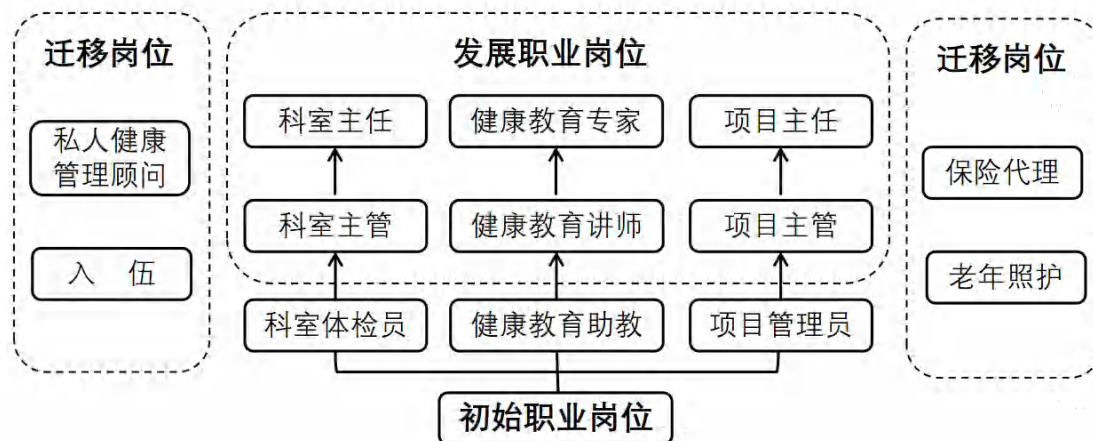 迁移岗位
私人健康
管理顾问
入 伍
发展职业岗位
科室主任
健康教育专家
项目主任
科室主管
健康教育讲师
项目主管
科室体检员
健康教育助教
项目管理员
初始职业岗位
迁移岗位
保险代理
老年照护